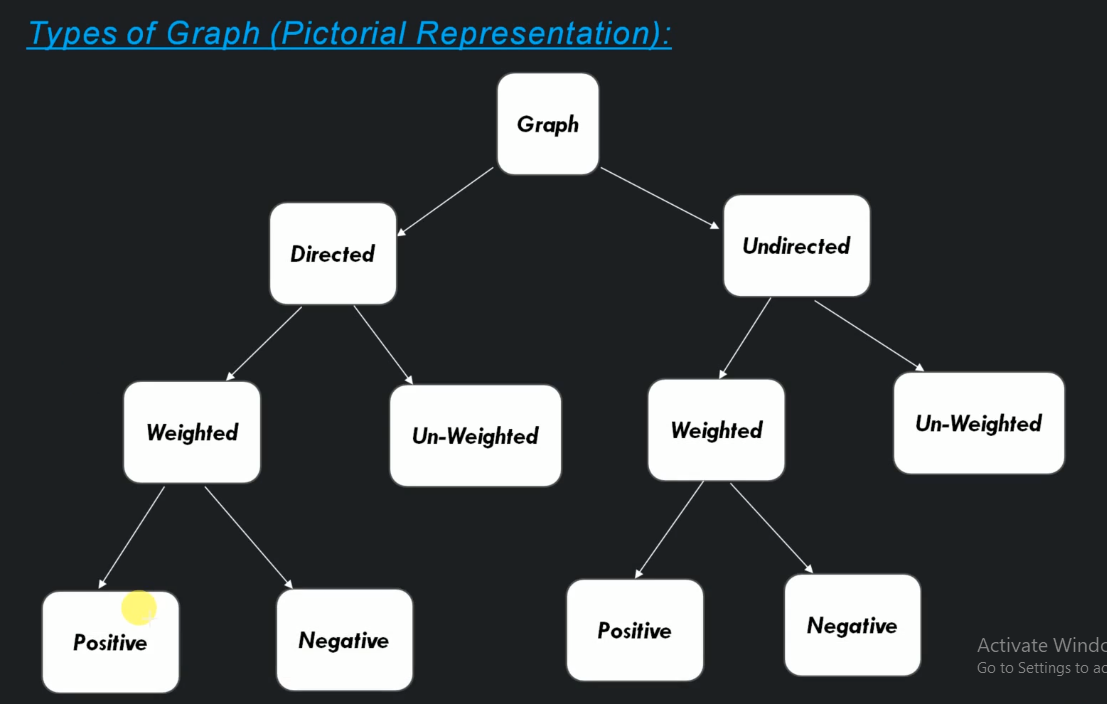 Types of Graph (Pictorial Representation):
Graph
Directed
Undirected
Weighted
Un-Weighted
Weighted
Un-Weighted
Positive
Negative
Positive
Negative
Activate Windo
Go to Settings to ac